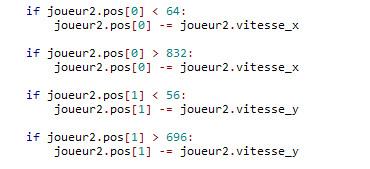 if joueur2.pos[0] < 64:
    joueur2.pos[0] -= joueur2.vitesse_x
if joueur2.pos[0] > 832:
    joueur2.pos[0] -= joueur2.vitesse_x
if joueur2.pos[1] < 56:
    joueur2.pos[1] -= joueur2.vitesse_y
if joueur2.pos[1] > 696:
    joueur2.pos[1] -= joueur2.vitesse_y